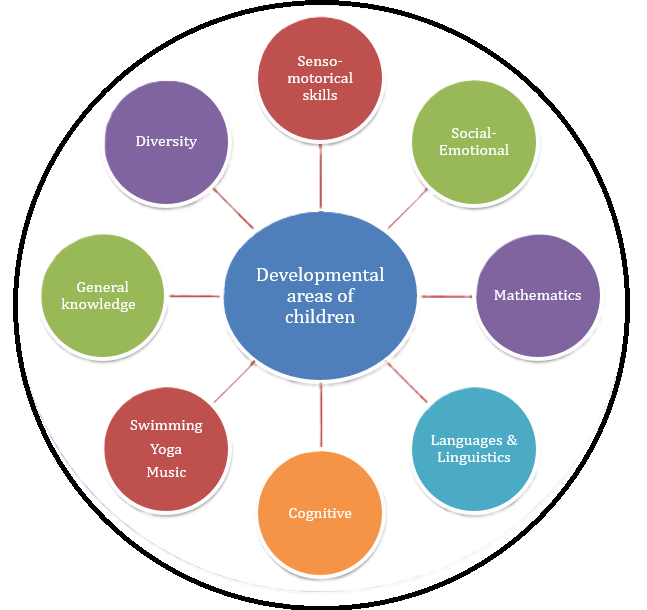 Developmental
areas of
children
Senso-
motorical
skills
Social-
Emotional
Mathematics
Languages &
Linguistics
Cognitive
Swimming
Yoga
Music
General
knowledge
Diversity